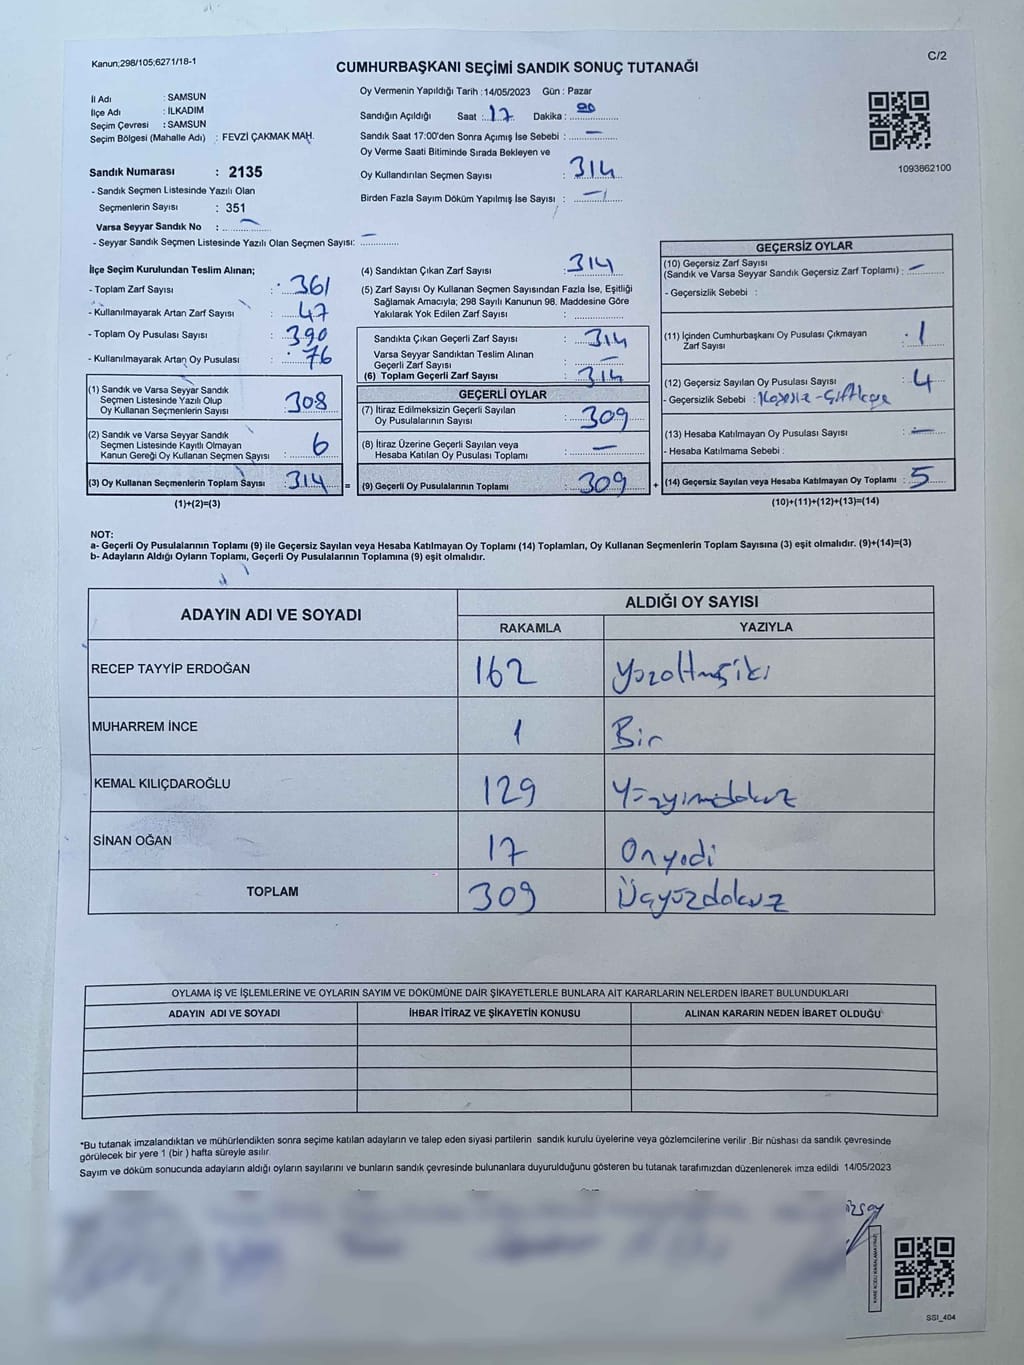 Kanun;298/105;6271/18-1
C/2
CUMHURBAŞKANI SEÇİMİ SANDIK SONUÇ TUTANAĞI
İl Adı : SAMSUN
İlçe Adı : İLKADIM
Seçim Çevresi : SAMSUN
Seçim Bölgesi (Mahalle Adı) : FEVZİ ÇAKMAK MAH.
Sandık Numarası : 2135
- Sandık Seçmen Listesinde Yazılı Olan
Seçmenlerin Sayısı : 351
Varsa Seyyar Sandık No : –
- Seyyar Sandık Seçmen Listesinde Yazılı Olan Seçmen Sayısı: –
Oy Vermenin Yapıldığı Tarih :14/05/2023 Gün : Pazar
Sandığın Açıldığı Saat : 17 Dakika : 00
Sandık Saat 17:00'den Sonra Açımış İse Sebebi : –
Oy Verme Saati Bitiminde Sırada Bekleyen ve
Oy Kullandırılan Seçmen Sayısı : 314
Birden Fazla Sayım Döküm Yapılmış İse Sayısı : –
1093862100
İlçe Seçim Kurulundan Teslim Alınan;
- Toplam Zarf Sayısı : 361
- Kullanılmayarak Artan Zarf Sayısı : 47
- Toplam Oy Pusulası Sayısı : 390
- Kullanılmayarak Artan Oy Pusulası : 76
(1) Sandık ve Varsa Seyyar Sandık
Seçmen Listesinde Yazılı Olup
Oy Kullanan Seçmenlerin Sayısı : 308
(2) Sandık ve Varsa Seyyar Sandık
Seçmen Listesinde Kayıtlı Olmayan
Kanun Gereği Oy Kullanan Seçmen Sayısı : 6
(3) Oy Kullanan Seçmenlerin Toplam Sayısı : 314 =
(1)+(2)=(3)
(4) Sandıktan Çıkan Zarf Sayısı : 314
(5) Zarf Sayısı Oy Kullanan Seçmen Sayısından Fazla İse, Eşitliği
Sağlamak Amacıyla; 298 Sayılı Kanunun 98. Maddesine Göre
Yakılarak Yok Edilen Zarf Sayısı :
Sandıkta Çıkan Geçerli Zarf Sayısı : 314
Varsa Seyyar Sandıktan Teslim Alınan
Geçerli Zarf Sayısı : –
(6) Toplam Geçerli Zarf Sayısı : 314
GEÇERLİ OYLAR
(7) İtiraz Edilmeksizin Geçerli Sayılan
Oy Pusulalarının Sayısı : 309
(8) İtiraz Üzerine Geçerli Sayılan veya
Hesaba Katılan Oy Pusulası Toplamı : –
(9) Geçerli Oy Pusulalarının Toplamı : 309 +
GEÇERSİZ OYLAR
(10) Geçersiz Zarf Sayısı
(Sandık ve Varsa Seyyar Sandık Geçersiz Zarf Toplamı) : –
- Geçersizlik Sebebi :
(11) İçinden Cumhurbaşkanı Oy Pusulası Çıkmayan
Zarf Sayısı : 1
(12) Geçersiz Sayılan Oy Pusulası Sayısı : 4
- Geçersizlik Sebebi :
(13) Hesaba Katılmayan Oy Pusulası Sayısı : –
- Hesaba Katılmama Sebebi :
(14) Geçersiz Sayılan veya Hesaba Katılmayan Oy Toplamı : 5
(10)+(11)+(12)+(13)=(14)
NOT:
a- Geçerli Oy Pusulalarının Toplamı (9) ile Geçersiz Sayılan veya Hesaba Katılmayan Oy Toplamı (14) Toplamları, Oy Kullanan Seçmenlerin Toplam Sayısına (3) eşit olmalıdır. (9)+(14)=(3)
b- Adayların Aldığı Oyların Toplamı, Geçerli Oy Pusulalarının Toplamına (9) eşit olmalıdır.
ADAYIN ADI VE SOYADI ALDIĞI OY SAYISI
RAKAMLA YAZIYLA
RECEP TAYYİP ERDOĞAN 162 Yüzaltmışiki
MUHARREM İNCE 1 Bir
KEMAL KILIÇDAROĞLU 129 Yüzyirmidokuz
SİNAN OĞAN 17 Onyedi
TOPLAM 309 Üçyüzdokuz
OYLAMA İŞ VE İŞLEMLERİNE VE OYLARIN SAYIM VE DÖKÜMÜNE DAİR ŞİKAYETLERLE BUNLARA AİT KARARLARIN NELERDEN İBARET BULUNDUKLARI
ADAYIN ADI VE SOYADI İHBAR İTİRAZ VE ŞİKAYETİN KONUSU ALINAN KARARIN NEDEN İBARET OLDUĞU
*Bu tutanak imzalandıktan ve mühürlendikten sonra seçime katılan adayların ve talep eden siyasi partilerin sandık kurulu üyelerine veya gözlemcilerine verilir .Bir nüshası da sandık çevresinde
görülecek bir yere 1 (bir ) hafta süreyle asılır.
Sayım ve döküm sonucunda adayların aldığı oyların sayılarını ve bunların sandık çevresinde bulunanlara duyurulduğunu gösteren bu tutanak tarafımızdan düzenlenerek imza edildi 14/05/2023
SSI_404